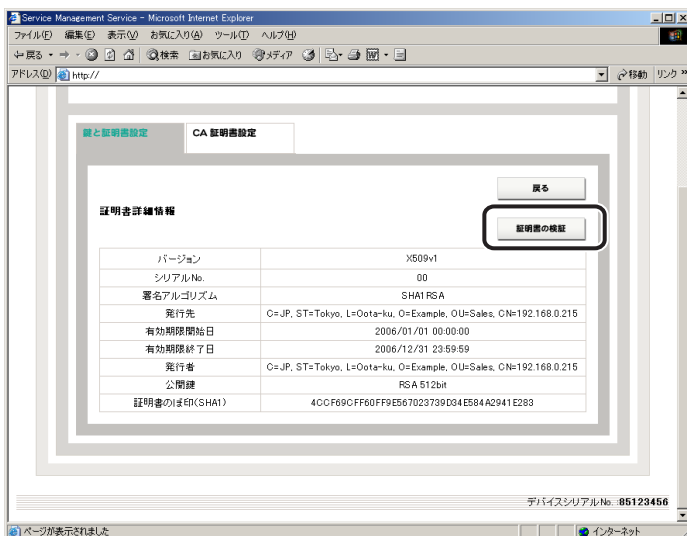 Service Management Service - Microsoft Internet Explorer
ファイル(F) 編集(E) 表示(V) お気に入り(A) ツール(T) ヘルプ(H)
戻る 検索 お気に入り メディア
アドレス(D) http:// 移動 リンク »
鍵と証明書設定 CA 証明書設定
戻る
証明書詳細情報
証明書の検証
バージョン X509v1
シリアルNo. 00
署名アルゴリズム SHA1RSA
発行先 C=JP, ST=Tokyo, L=Oota-ku, O=Example, OU=Sales, CN=192.168.0.215
有効期限開始日 2006/01/01 00:00:00
有効期限終了日 2006/12/31 23:59:59
発行者 C=JP, ST=Tokyo, L=Oota-ku, O=Example, OU=Sales, CN=192.168.0.215
公開鍵 RSA 512bit
証明書のぼ印(SHA1) 4CCF69CFF60FF9E567023739D34E584A2941E283
デバイスシリアルNo. :85123456
ページが表示されました インターネット